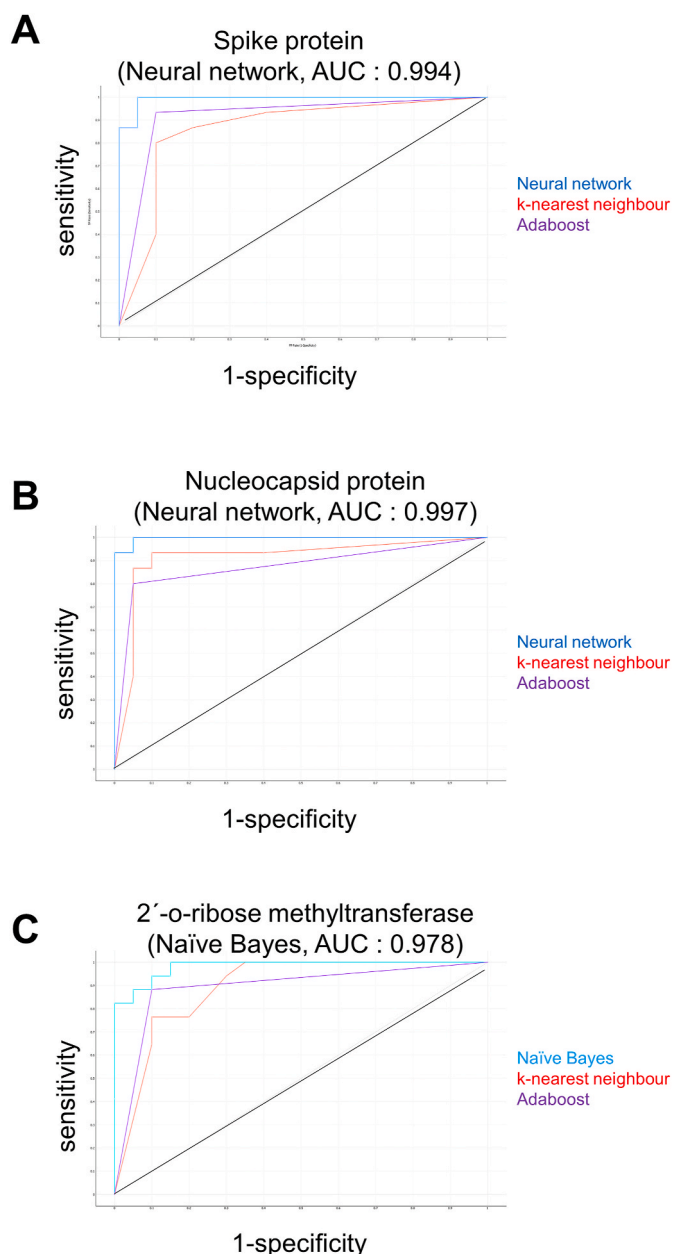 A
Spike protein
(Neural network, AUC : 0.994)
sensitivity
Neural network
k-nearest neighbour
Adaboost
1-specificity
B
Nucleocapsid protein
(Neural network, AUC : 0.997)
sensitivity
Neural network
k-nearest neighbour
Adaboost
1-specificity
C
2´-o-ribose methyltransferase
(Naïve Bayes, AUC : 0.978)
sensitivity
Naïve Bayes
k-nearest neighbour
Adaboost
1-specificity